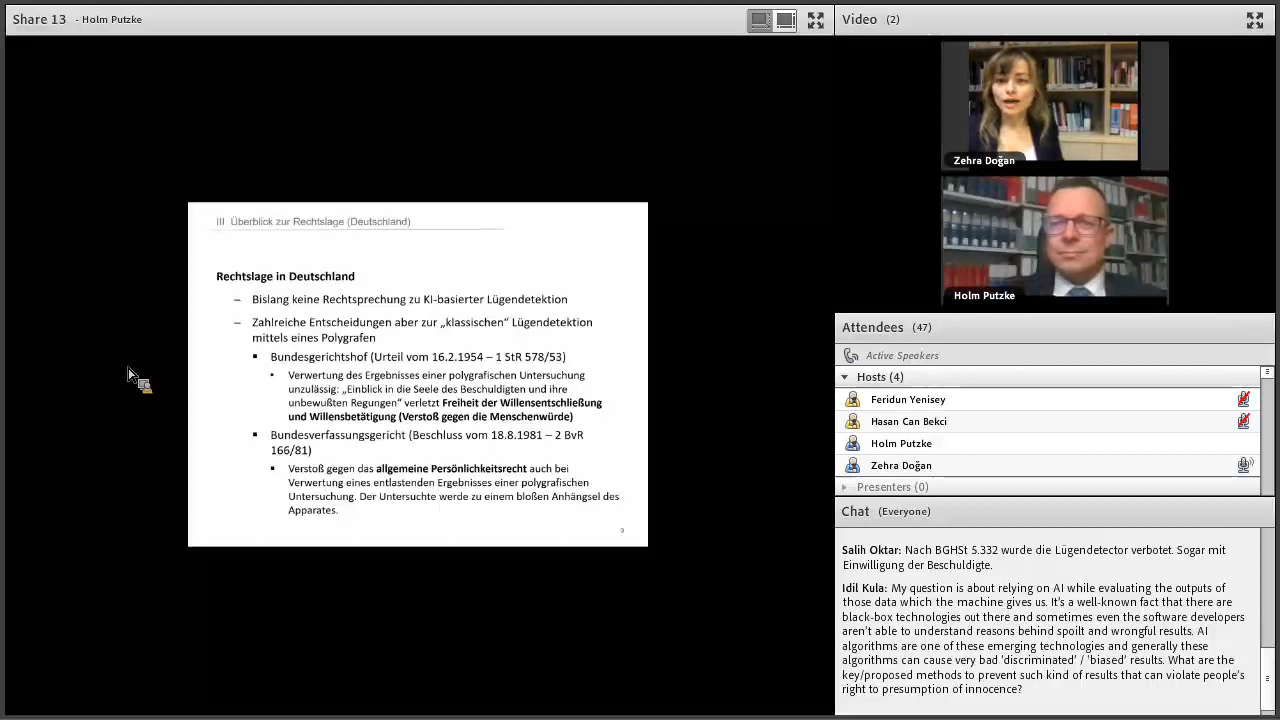 Share 13 - Holm Putzke
III Überblick zur Rechtslage (Deutschland)
Rechtslage in Deutschland
– Bislang keine Rechtsprechung zu KI-basierter Lügendetektion
– Zahlreiche Entscheidungen aber zur „klassischen“ Lügendetektion
mittels eines Polygrafen
▪ Bundesgerichtshof (Urteil vom 16.2.1954 – 1 StR 578/53)
• Verwertung des Ergebnisses einer polygrafischen Untersuchung
unzulässig: „Einblick in die Seele des Beschuldigten und ihre
unbewußten Regungen“ verletzt Freiheit der Willensentschließung
und Willensbetätigung (Verstoß gegen die Menschenwürde)
▪ Bundesverfassungsgericht (Beschluss vom 18.8.1981 – 2 BvR
166/81)
▪ Verstoß gegen das allgemeine Persönlichkeitsrecht auch bei
Verwertung eines entlastenden Ergebnisses einer polygrafischen
Untersuchung. Der Untersuchte werde zu einem bloßen Anhängsel des
Apparates.
9
Video (2)
Zehra Doğan
Holm Putzke
Attendees (47)
Active Speakers
Hosts (4)
Feridun Yenisey
Hasan Can Bekci
Holm Putzke
Zehra Doğan
Presenters (0)
Chat (Everyone)
Salih Oktar: Nach BGHSt 5.332 wurde die Lügendetector verbotet. Sogar mit
Einwilligung der Beschuldigte.
Idil Kula: My question is about relying on AI while evaluating the outputs of
those data which the machine gives us. It's a well-known fact that there are
black-box technologies out there and sometimes even the software developers
aren't able to understand reasons behind spoilt and wrongful results. AI
algorithms are one of these emerging technologies and generally these
algorithms can cause very bad 'discriminated' / 'biased' results. What are the
key/proposed methods to prevent such kind of results that can violate people's
right to presumption of innocence?